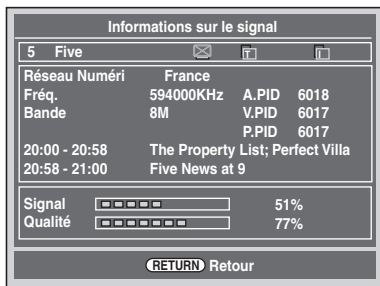 Informations sur le signal
5 Five T I
Réseau Numéri France
Fréq. 594000KHz A.PID 6018
Bande 8M V.PID 6017
P.PID 6017
20:00 - 20:58 The Property List; Perfect Villa
20:58 - 21:00 Five News at 9
Signal 51%
Qualité 77%
RETURN Retour